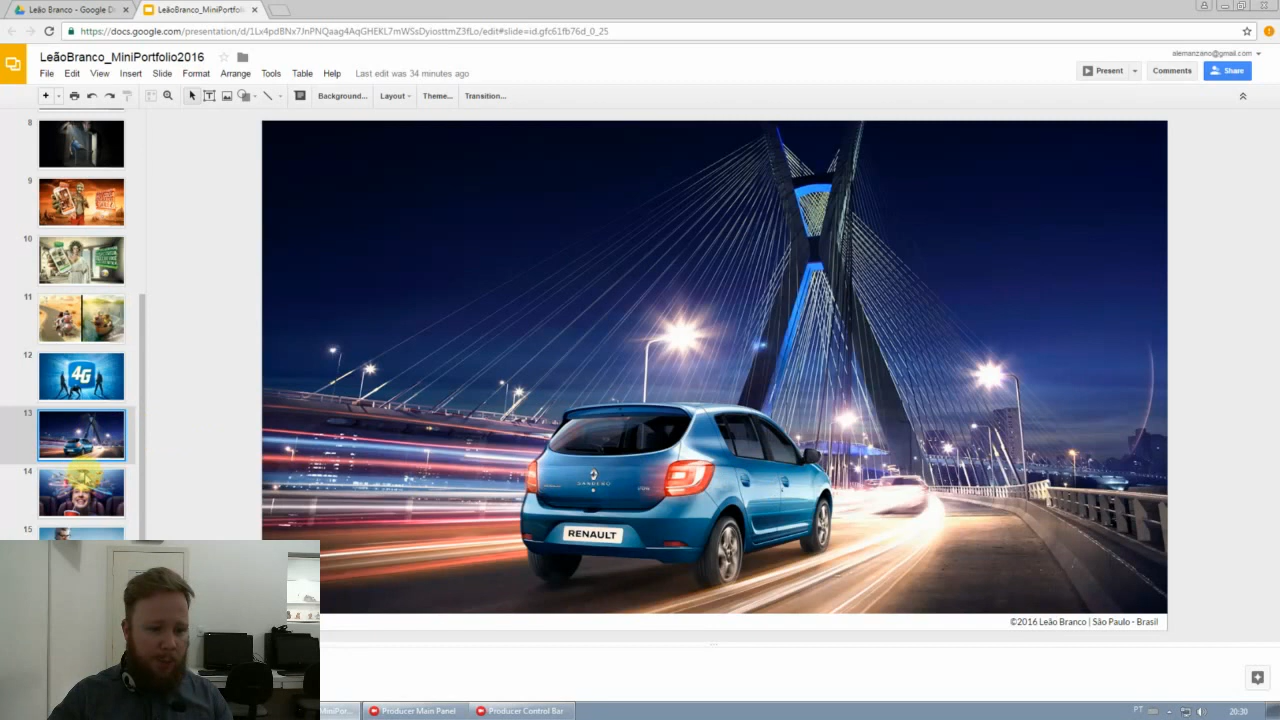 Leão Branco - Google Dr
LeãoBranco_MiniPortfoli
https://docs.google.com/presentation/d/1Lx4pdBNx7JnPNQaag4AqGHEKL7mWSsDyiosttmZ3fLo/edit#slide=id.gfc61fb76d_0_25
LeãoBranco_MiniPortfolio2016
alemanzano@gmail.com
File Edit View Insert Slide Format Arrange Tools Table Help Last edit was 34 minutes ago
Present Comments Share
Background... Layout Theme... Transition...
8
9
10
11
12
4G
13
14
15
SANDERO
RENAULT
©2016 Leão Branco | São Paulo - Brasil
MiniPor...
Producer Main Panel
Producer Control Bar
PT
20:30